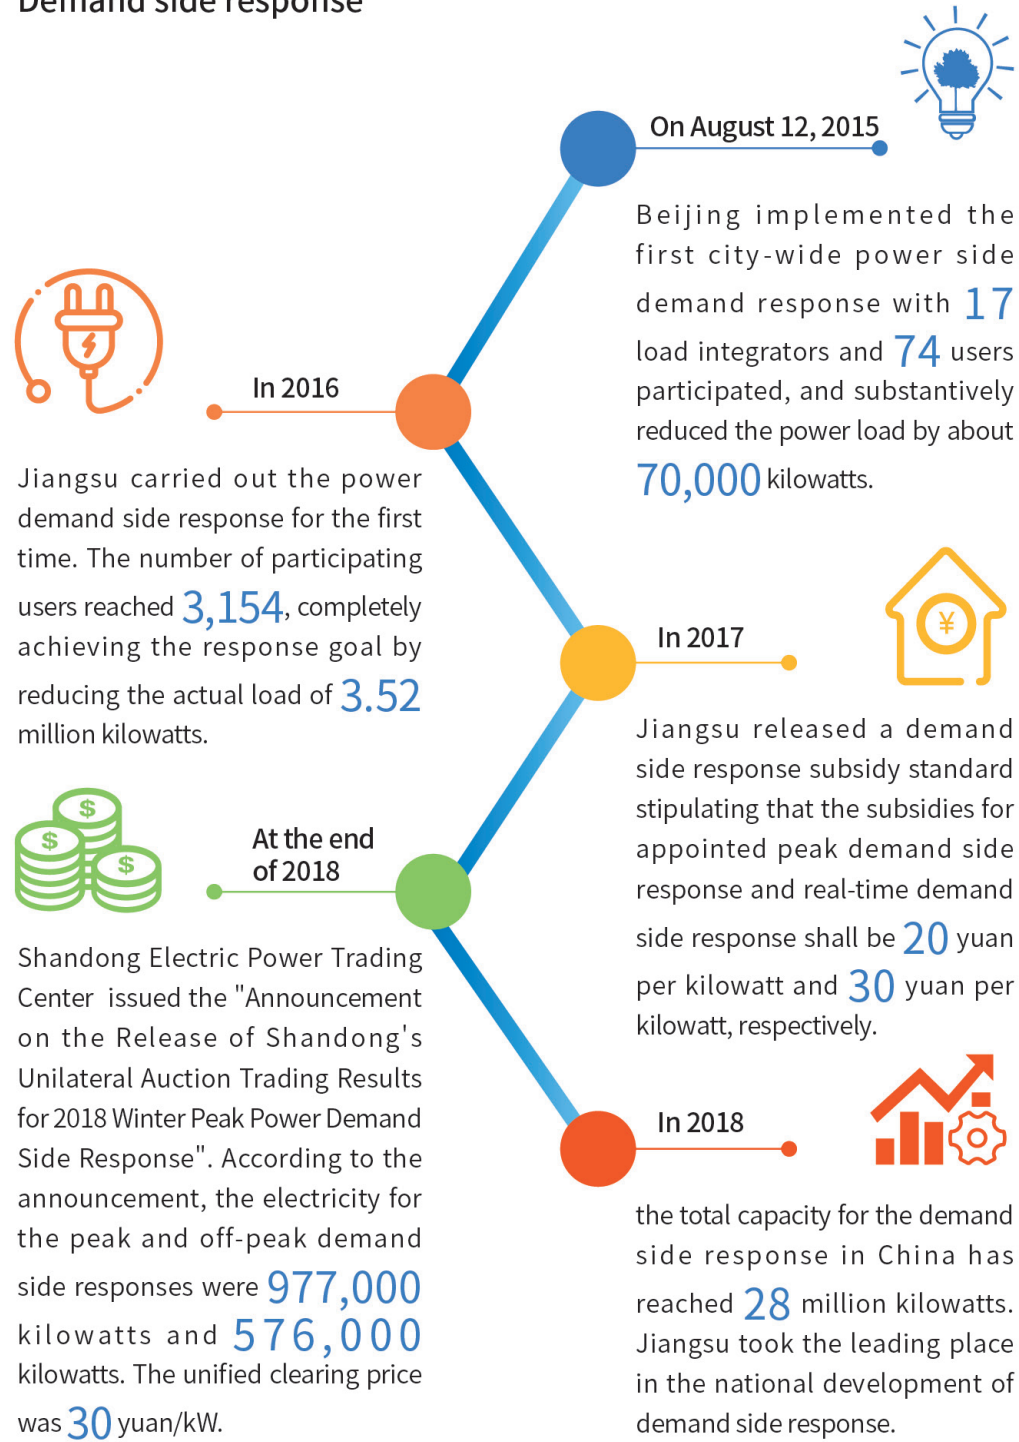 Demand side response
On August 12, 2015
Beijing implemented the
first city-wide power side
demand response with 17
load integrators and 74 users
participated, and substantively
reduced the power load by about
70,000 kilowatts.
In 2016
Jiangsu carried out the power
demand side response for the first
time. The number of participating
users reached 3,154, completely
achieving the response goal by
reducing the actual load of 3.52
million kilowatts.
In 2017
¥
Jiangsu released a demand
side response subsidy standard
stipulating that the subsidies for
appointed peak demand side
response and real-time demand
side response shall be 20 yuan
per kilowatt and 30 yuan per
kilowatt, respectively.
$
$
$
At the end
of 2018
Shandong Electric Power Trading
Center issued the "Announcement
on the Release of Shandong's
Unilateral Auction Trading Results
for 2018 Winter Peak Power Demand
Side Response". According to the
announcement, the electricity for
the peak and off-peak demand
side responses were 977,000
kilowatts and 576,000
kilowatts. The unified clearing price
was 30 yuan/kW.
In 2018
the total capacity for the demand
side response in China has
reached 28 million kilowatts.
Jiangsu took the leading place
in the national development of
demand side response.